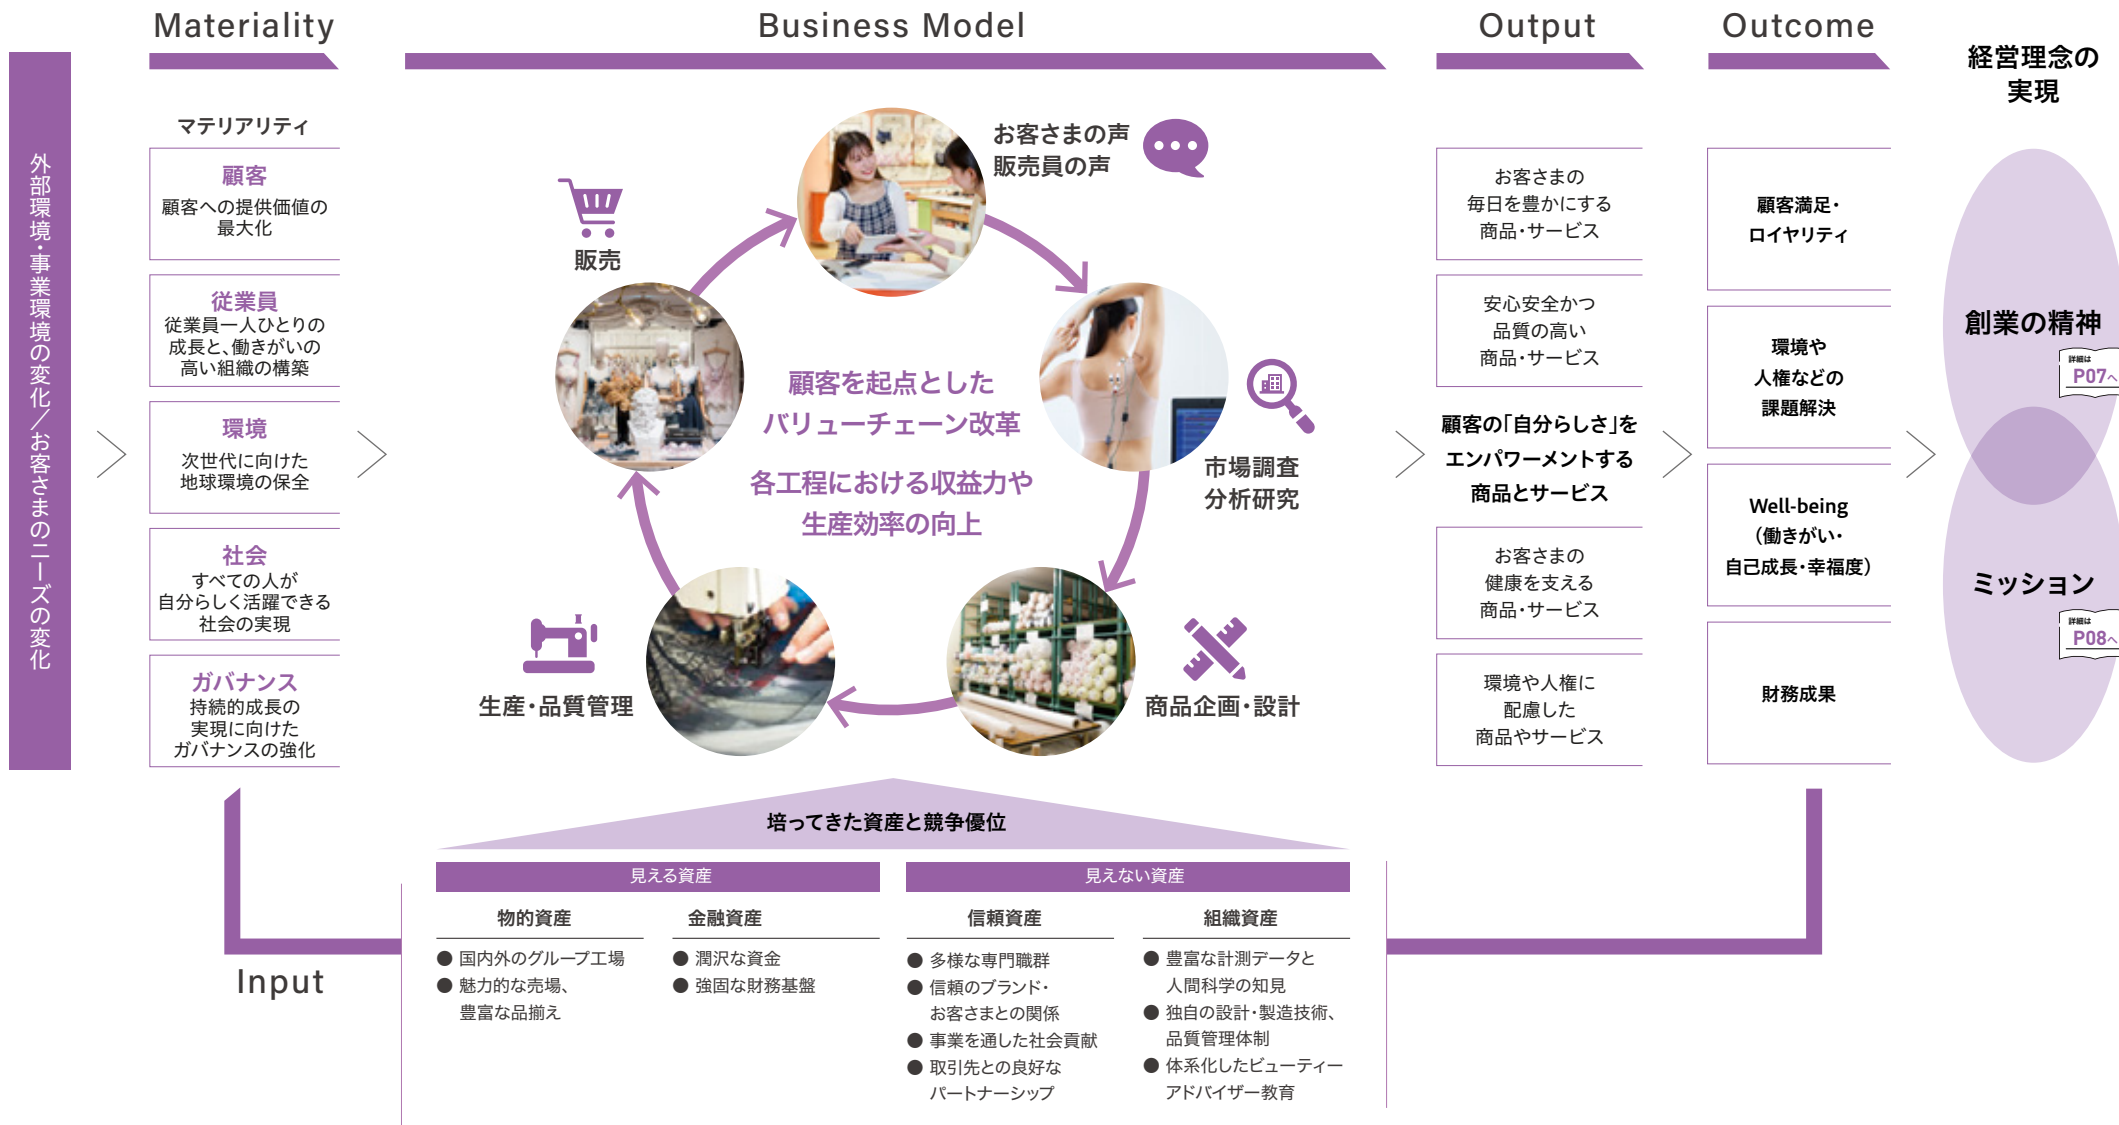 Materiality
Business Model
Output
Outcome
経営理念の
実現
外部環境・事業環境の変化／お客さまのニーズの変化
マテリアリティ
顧客
顧客への提供価値の
最大化
従業員
従業員一人ひとりの
成長と、働きがいの
高い組織の構築
環境
次世代に向けた
地球環境の保全
社会
すべての人が
自分らしく活躍できる
社会の実現
ガバナンス
持続的成長の
実現に向けた
ガバナンスの強化
お客さまの声
販売員の声
販売
市場調査
分析研究
商品企画・設計
生産・品質管理
顧客を起点とした
バリューチェーン改革
各工程における収益力や
生産効率の向上
お客さまの
毎日を豊かにする
商品・サービス
安心安全かつ
品質の高い
商品・サービス
顧客の「自分らしさ」を
エンパワーメントする
商品とサービス
お客さまの
健康を支える
商品・サービス
環境や人権に
配慮した
商品やサービス
顧客満足・
ロイヤリティ
環境や
人権などの
課題解決
Well-being
（働きがい・
自己成長・幸福度）
財務成果
創業の精神
詳細は
P07へ
ミッション
詳細は
P08へ
Input
培ってきた資産と競争優位
見える資産
物的資産
● 国内外のグループ工場
● 魅力的な売場、
豊富な品揃え
金融資産
● 潤沢な資金
● 強固な財務基盤
見えない資産
信頼資産
● 多様な専門職群
● 信頼のブランド・
お客さまとの関係
● 事業を通した社会貢献
● 取引先との良好な
パートナーシップ
組織資産
● 豊富な計測データと
人間科学の知見
● 独自の設計・製造技術、
品質管理体制
● 体系化したビューティー
アドバイザー教育